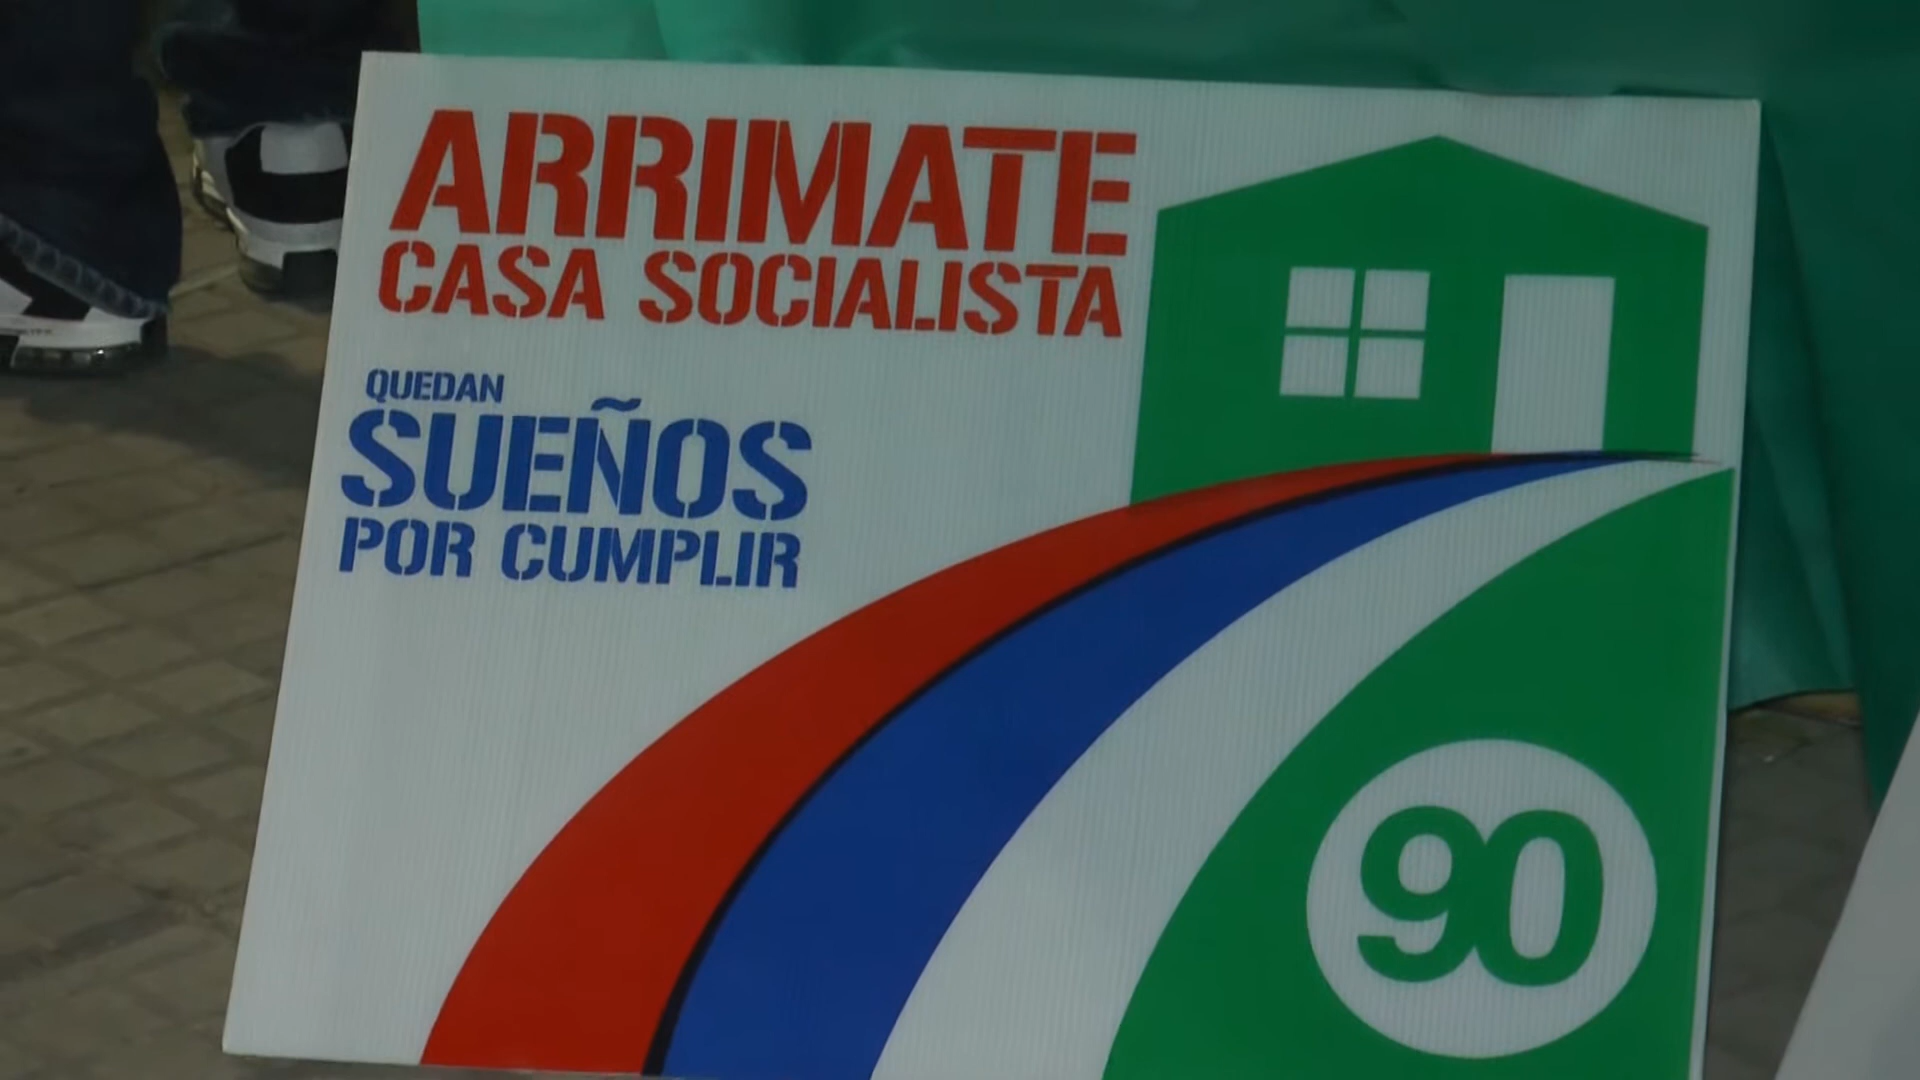 ARRIMATE
CASA SOCIALISTA
QUEDAN
SUEÑOS
POR CUMPLIR
90